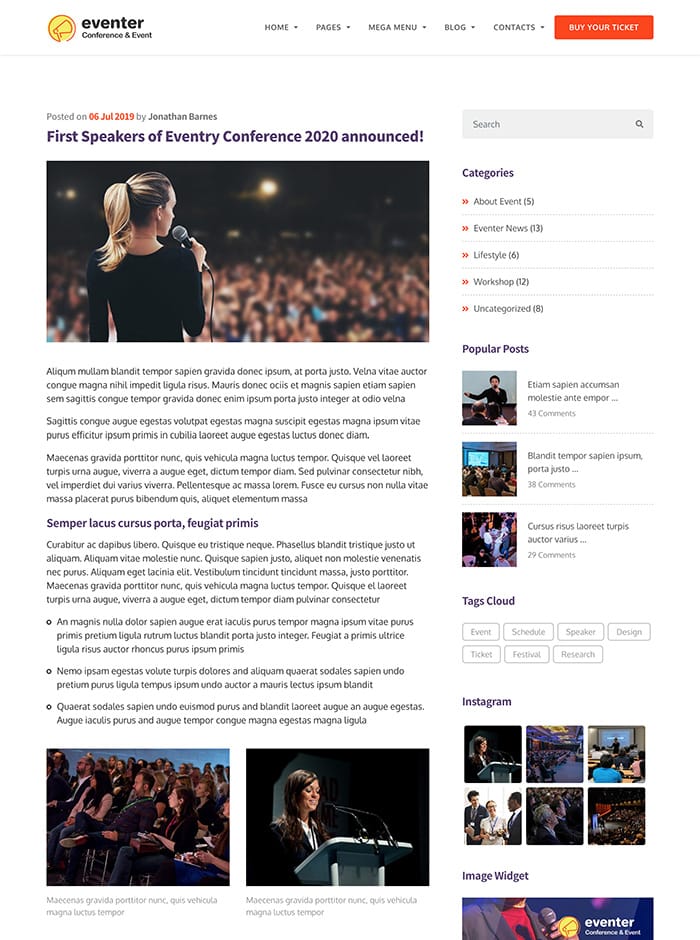 eventer
Conference & Event
HOME
PAGES
MEGA MENU
BLOG
CONTACTS
BUY YOUR TICKET
Posted on 06 Jul 2019 by Jonathan Barnes
First Speakers of Eventry Conference 2020 announced!
Aliqum mullam blandit tempor sapien gravida donec ipsum, at porta justo. Velna vitae auctor
congue magna nihil impedit ligula risus. Mauris donec ociis et magnis sapien etiam sapien
sem sagittis congue tempor gravida donec enim ipsum porta justo integer at odio velna
Sagittis congue augue egestas volutpat egestas magna suscipit egestas magna ipsum vitae
purus efficitur ipsum primis in cubilia laoreet augue egestas luctus donec diam.
Maecenas gravida porttitor nunc, quis vehicula magna luctus tempor. Quisque vel laoreet
turpis urna augue, viverra a augue eget, dictum tempor diam. Sed pulvinar consectetur nibh,
vel imperdiet dui varius viverra. Pellentesque ac massa lorem. Fusce eu cursus non nulla vitae
massa placerat purus bibendum quis, aliquet elementum massa
Semper lacus cursus porta, feugiat primis
Curabitur ac dapibus libero. Quisque eu tristique neque. Phasellus blandit tristique justo ut
aliquam. Aliquam vitae molestie nunc. Quisque sapien justo, aliquet non molestie venenatis
nec purus. Aliquam eget lacinia elit. Vestibulum tincidunt tincidunt massa, justo porttitor.
Maecenas gravida porttitor nunc, quis vehicula magna luctus tempor. Quisque el laoreet
turpis urna augue, viverra a augue eget, dictum tempor diam pulvinar consectetur
An magnis nulla dolor sapien augue erat iaculis purus tempor magna ipsum vitae purus
primis pretium ligula rutrum luctus blandit porta justo integer. Feugiat a primis ultrice
ligula risus auctor rhoncus purus ipsum primis
Nemo ipsam egestas volute turpis dolores and aliquam quaerat sodales sapien undo
pretium purus ligula tempus ipsum undo auctor a mauris lectus ipsum blandit
Quaerat sodales sapien undo euismod purus and blandit laoreet augue an augue egestas.
Augue iaculis purus and augue tempor congue magna egestas magna ligula
Maecenas gravida porttitor nunc, quis vehicula
magna luctus tempor
Maecenas gravida porttitor nunc, quis vehicula
magna luctus tempor
Search
Categories
About Event (5)
Eventer News (13)
Lifestyle (6)
Workshop (12)
Uncategorized (8)
Popular Posts
Etiam sapien accumsan
molestie ante empor ...
43 Comments
Blandit tempor sapien ipsum,
porta justo ...
38 Comments
Cursus risus laoreet turpis
auctor varius ...
29 Comments
Tags Cloud
Event
Schedule
Speaker
Design
Ticket
Festival
Research
Instagram
Image Widget
eventer
Conference & Event